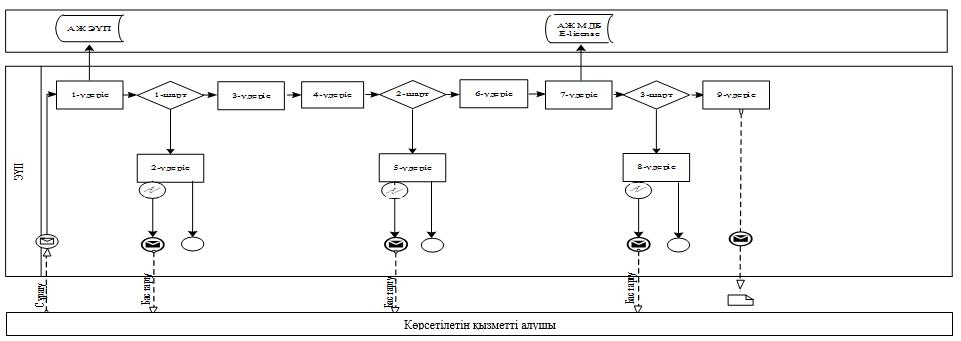 АЖ ЭҮП
АЖ МДБ
E-license
1-үдеріс
1-шарт
3-үдеріс
4-үдеріс
2-шарт
6-үдеріс
7-үдеріс
3-шарт
9-үдеріс
2-үдеріс
5-үдеріс
8-үдеріс
ЭҮП
Сұрау
Бас тарту
Бас тарту
Бас тарту
Көрсетілетін қызметті алушы